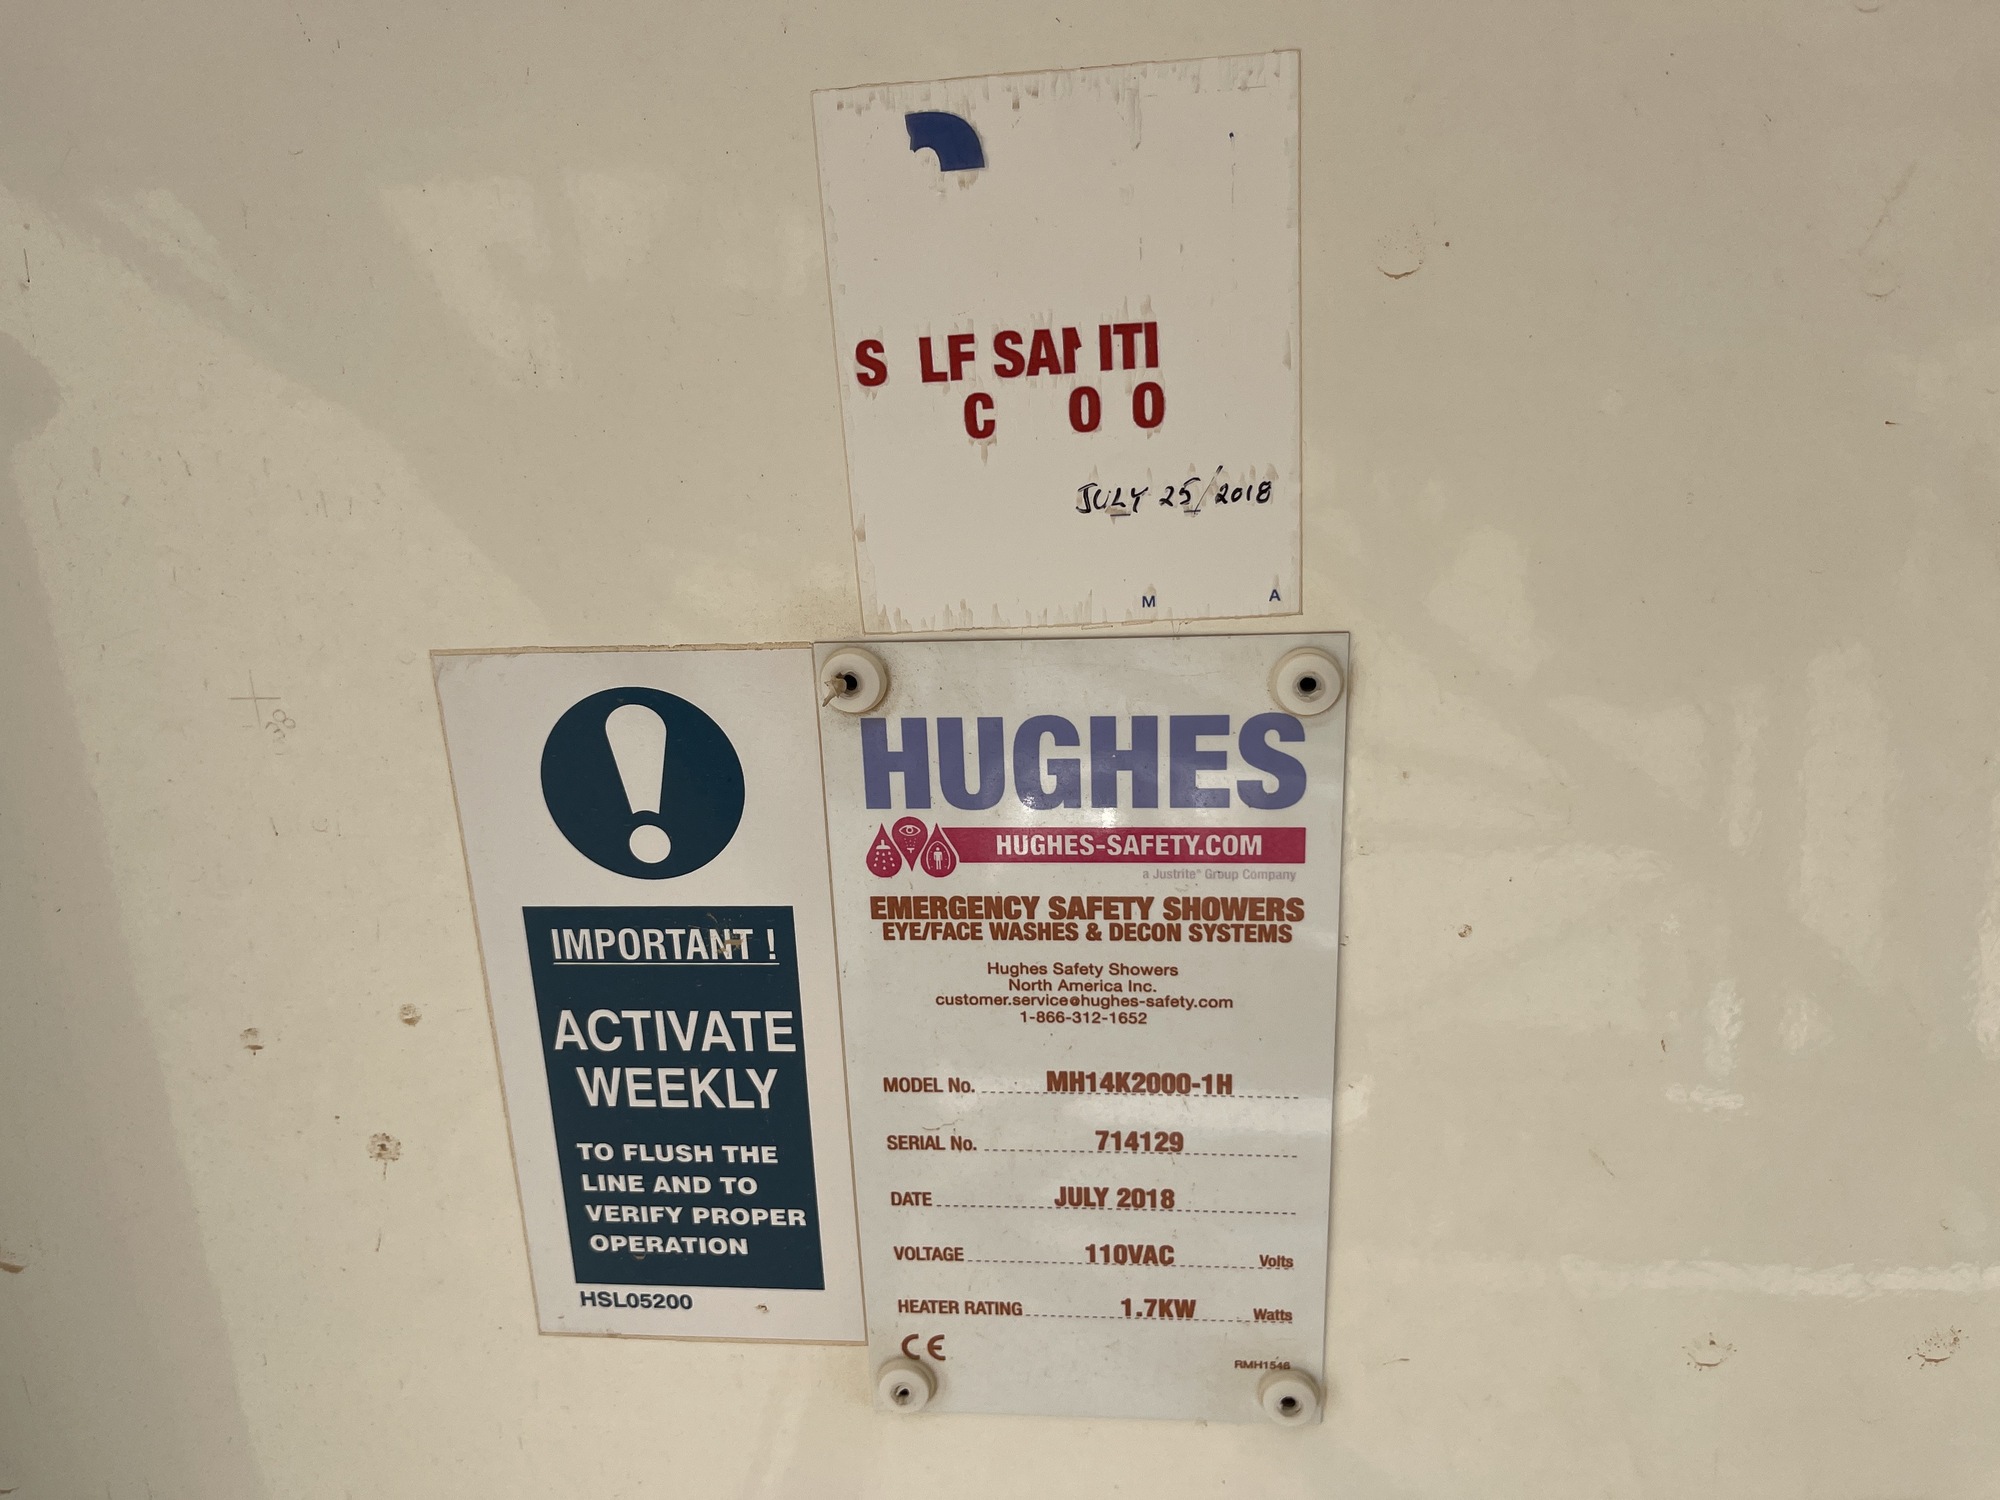 S LF SAN ITI
C O O
JULY 25/2018
M A
IMPORTANT !
ACTIVATE
WEEKLY
TO FLUSH THE
LINE AND TO
VERIFY PROPER
OPERATION
HSL05200
HUGHES
HUGHES-SAFETY.COM
a Justrite® Group Company
EMERGENCY SAFETY SHOWERS
EYE/FACE WASHES & DECON SYSTEMS
Hughes Safety Showers
North America Inc.
customer.service@hughes-safety.com
1-866-312-1652
MODEL No. MH14K2000-1H
SERIAL No. 714129
DATE JULY 2018
VOLTAGE 110VAC Volts
HEATER RATING 1.7KW Watts
CE
RMH1546